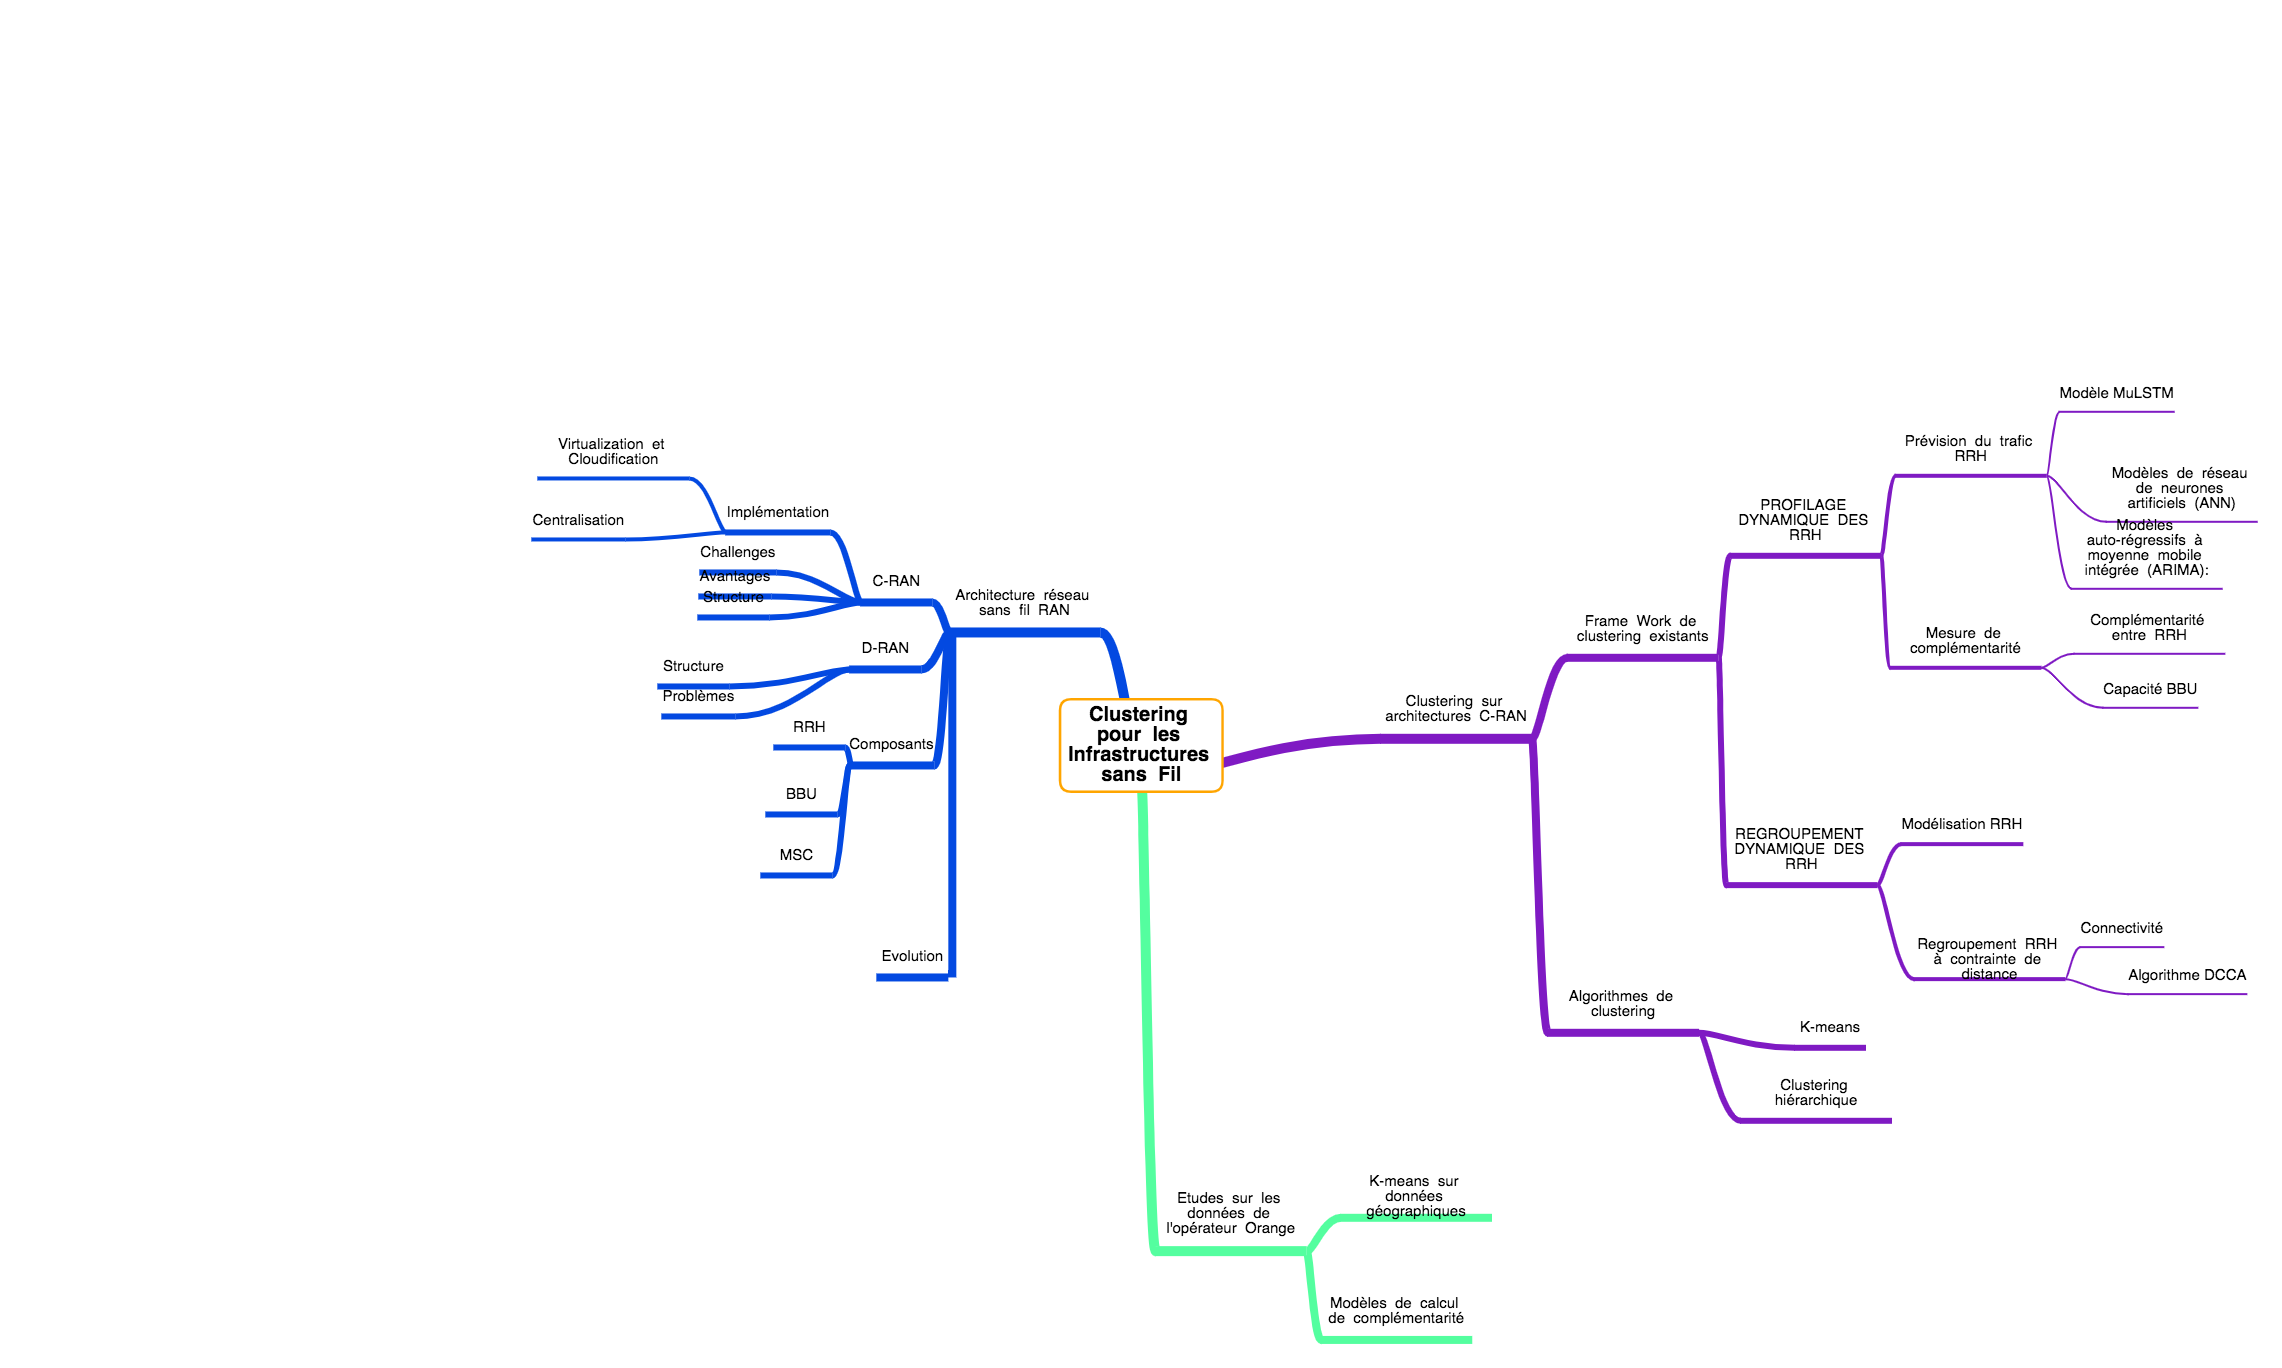 Clustering
pour les
Infrastructures
sans Fil
Architecture réseau
sans fil RAN
C-RAN
Implémentation
Virtualization et
Cloudification
Centralisation
Challenges
Avantages
Structure
D-RAN
Structure
Problèmes
Composants
RRH
BBU
MSC
Evolution
Clustering sur
architectures C-RAN
Frame Work de
clustering existants
PROFILAGE
DYNAMIQUE DES
RRH
Prévision du trafic
RRH
Modèle MuLSTM
Modèles de réseau
de neurones
artificiels (ANN)
Modèles
auto-régressifs à
moyenne mobile
intégrée (ARIMA):
Mesure de
complémentarité
Complémentarité
entre RRH
Capacité BBU
REGROUPEMENT
DYNAMIQUE DES
RRH
Modélisation RRH
Regroupement RRH
à contrainte de
distance
Connectivité
Algorithme DCCA
Algorithmes de
clustering
K-means
Clustering
hiérarchique
Etudes sur les
données de
l'opérateur Orange
K-means sur
données
géographiques
Modèles de calcul
de complémentarité